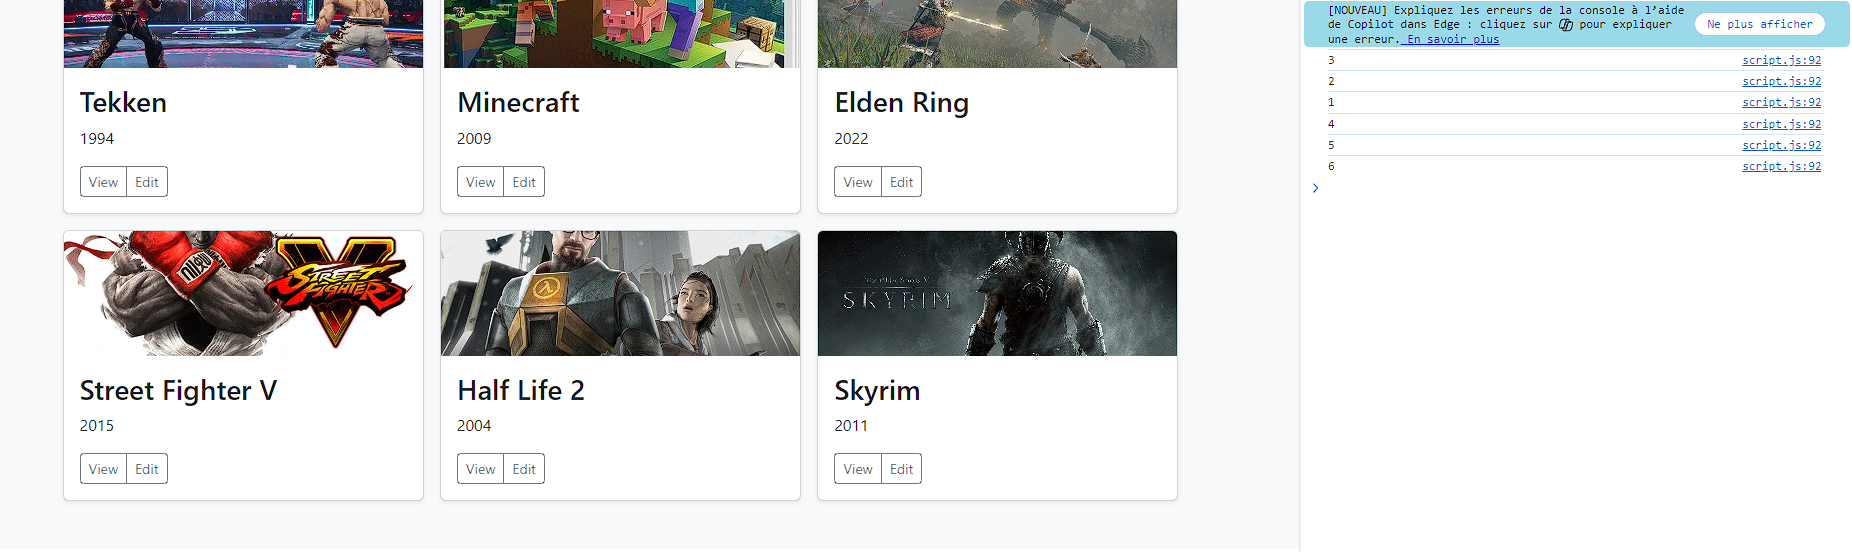 Tekken
1994
View Edit
Minecraft
2009
View Edit
Elden Ring
2022
View Edit
STREET
FIGHTER
V
Street Fighter V
2015
View Edit
Half Life 2
2004
View Edit
SKYRIM
Skyrim
2011
View Edit
[NOUVEAU] Expliquez les erreurs de la console à l’aide
de Copilot dans Edge : cliquez sur pour expliquer
une erreur. En savoir plus
Ne plus afficher
3 script.js:92
2 script.js:92
1 script.js:92
4 script.js:92
5 script.js:92
6 script.js:92